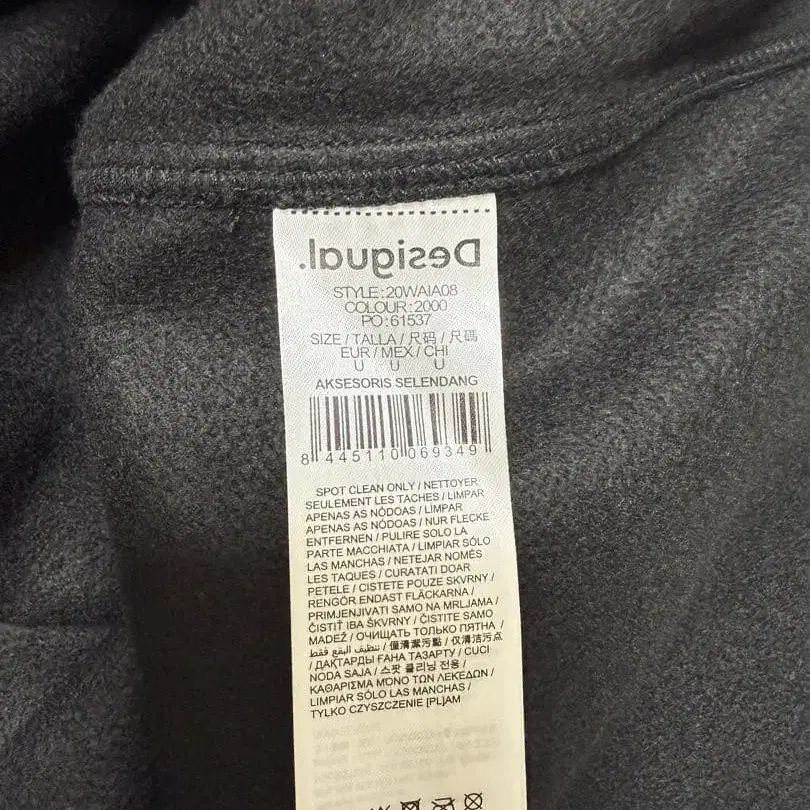 Desigual.
STYLE:20WAIA08
COLOUR:2000
PO:61537
SIZE / TALLA / 尺码 / 尺碼
EUR / MEX / CHI
U U U
AKSESORIS SELENDANG
8 445110 069349
SPOT CLEAN ONLY / NETTOYER
SEULEMENT LES TACHES / LIMPAR
APENAS AS NÓDOAS / LIMPAR
APENAS AS NÓDOAS / NUR FLECKE
ENTFERNEN / PULIRE SOLO LA
PARTE MACCHIATA / LIMPIAR SÓLO
LAS MANCHAS / NETEJAR NOMÉS
LES TAQUES / CURATATI DOAR
PETELE / CISTETE POUZE SKVRNY /
RENGÖR ENDAST FLÄCKARNA /
PRIMJENJIVATI SAMO NA MRLJAMA /
ČISTIŤ IBA ŠKVRNY / ČISTITE SAMO
MADEŽ / ОЧИЩАТЬ ТОЛЬКО ПЯТНА /
تنظيف البقع فقط / 僅清潔污點 / 仅清洁污点
/ ДАҚТАРДЫ ҒАНА ТАЗАРТУ / CUCI
NODA SAJA / 스팟 클리닝 전용 /
ΚΑΘΑΡΙΣΜΑ ΜΟΝΟ ΤΩΝ ΛΕΚΕΔΩΝ /
LIMPIAR SÓLO LAS MANCHAS /
TYLKO CZYSZCZENIE [PL]AM